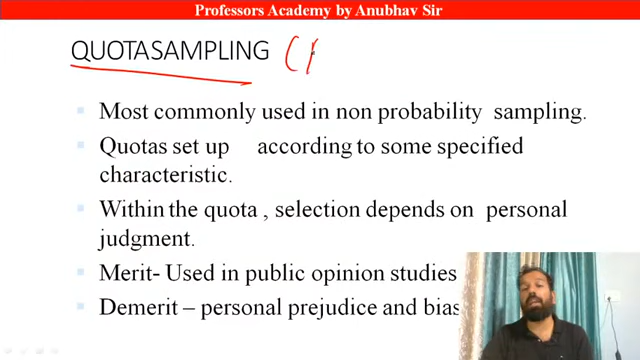 Professors Academy by Anubhav Sir
QUOTASAMPLING (
Most commonly used in non probability sampling.
Quotas set up according to some specified
characteristic.
Within the quota , selection depends on personal
judgment.
Merit- Used in public opinion studies
Demerit – personal prejudice and bias